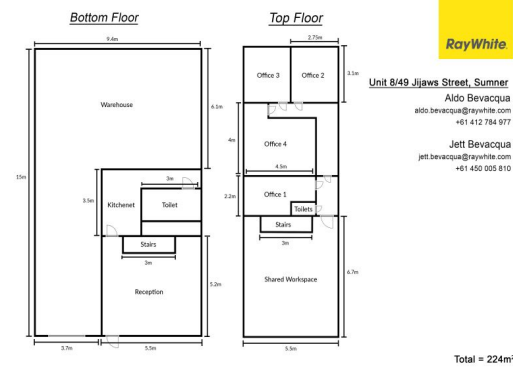 Bottom Floor
Top Floor
RayWhite.
Unit 8/49 Jijaws Street, Sumner
Aldo Bevacqua
aldo.bevacqua@raywhite.com
+61 412 784 977
Jett Bevacqua
jett.bevacqua@raywhite.com
+61 450 005 810
9.4m
Warehouse
15m
6.1m
3m
3.5m
Kitchenet
Toilet
Stairs
3m
5.2m
Reception
3.7m
5.5m
2.75m
Office 3
Office 2
3.1m
4m
Office 4
4.5m
2.2m
Office 1
Toilets
Stairs
3m
Shared Workspace
6.7m
5.5m
Total = 224m²